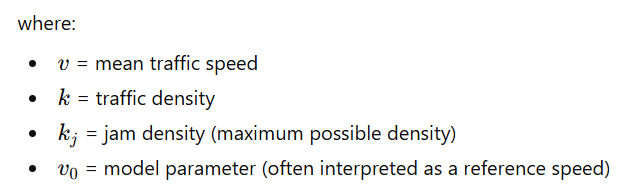 where:
• v = mean traffic speed
• k = traffic density
• kⱼ = jam density (maximum possible density)
• v₀ = model parameter (often interpreted as a reference speed)